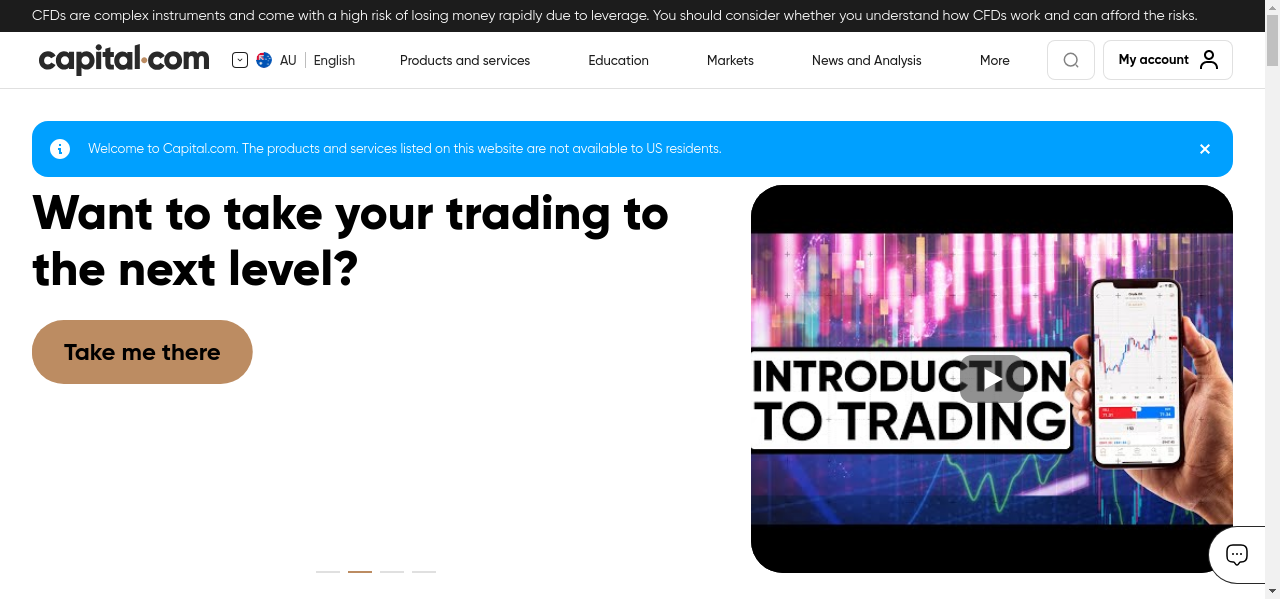 CFDs are complex instruments and come with a high risk of losing money rapidly due to leverage. You should consider whether you understand how CFDs work and can afford the risks.
capital.com
AU
English
Products and services
Education
Markets
News and Analysis
More
My account
Welcome to Capital.com. The products and services listed on this website are not available to US residents.
Want to take your trading to
the next level?
Take me there
INTRODUCTION
TO TRADING